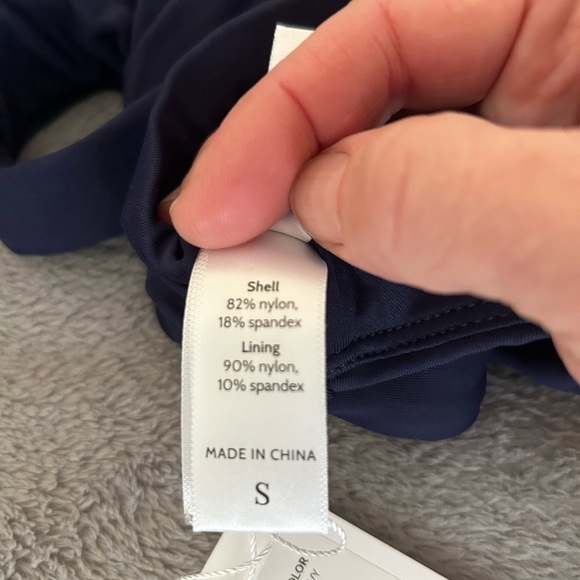 Shell
82% nylon,
18% spandex
Lining
90% nylon,
10% spandex
MADE IN CHINA
S